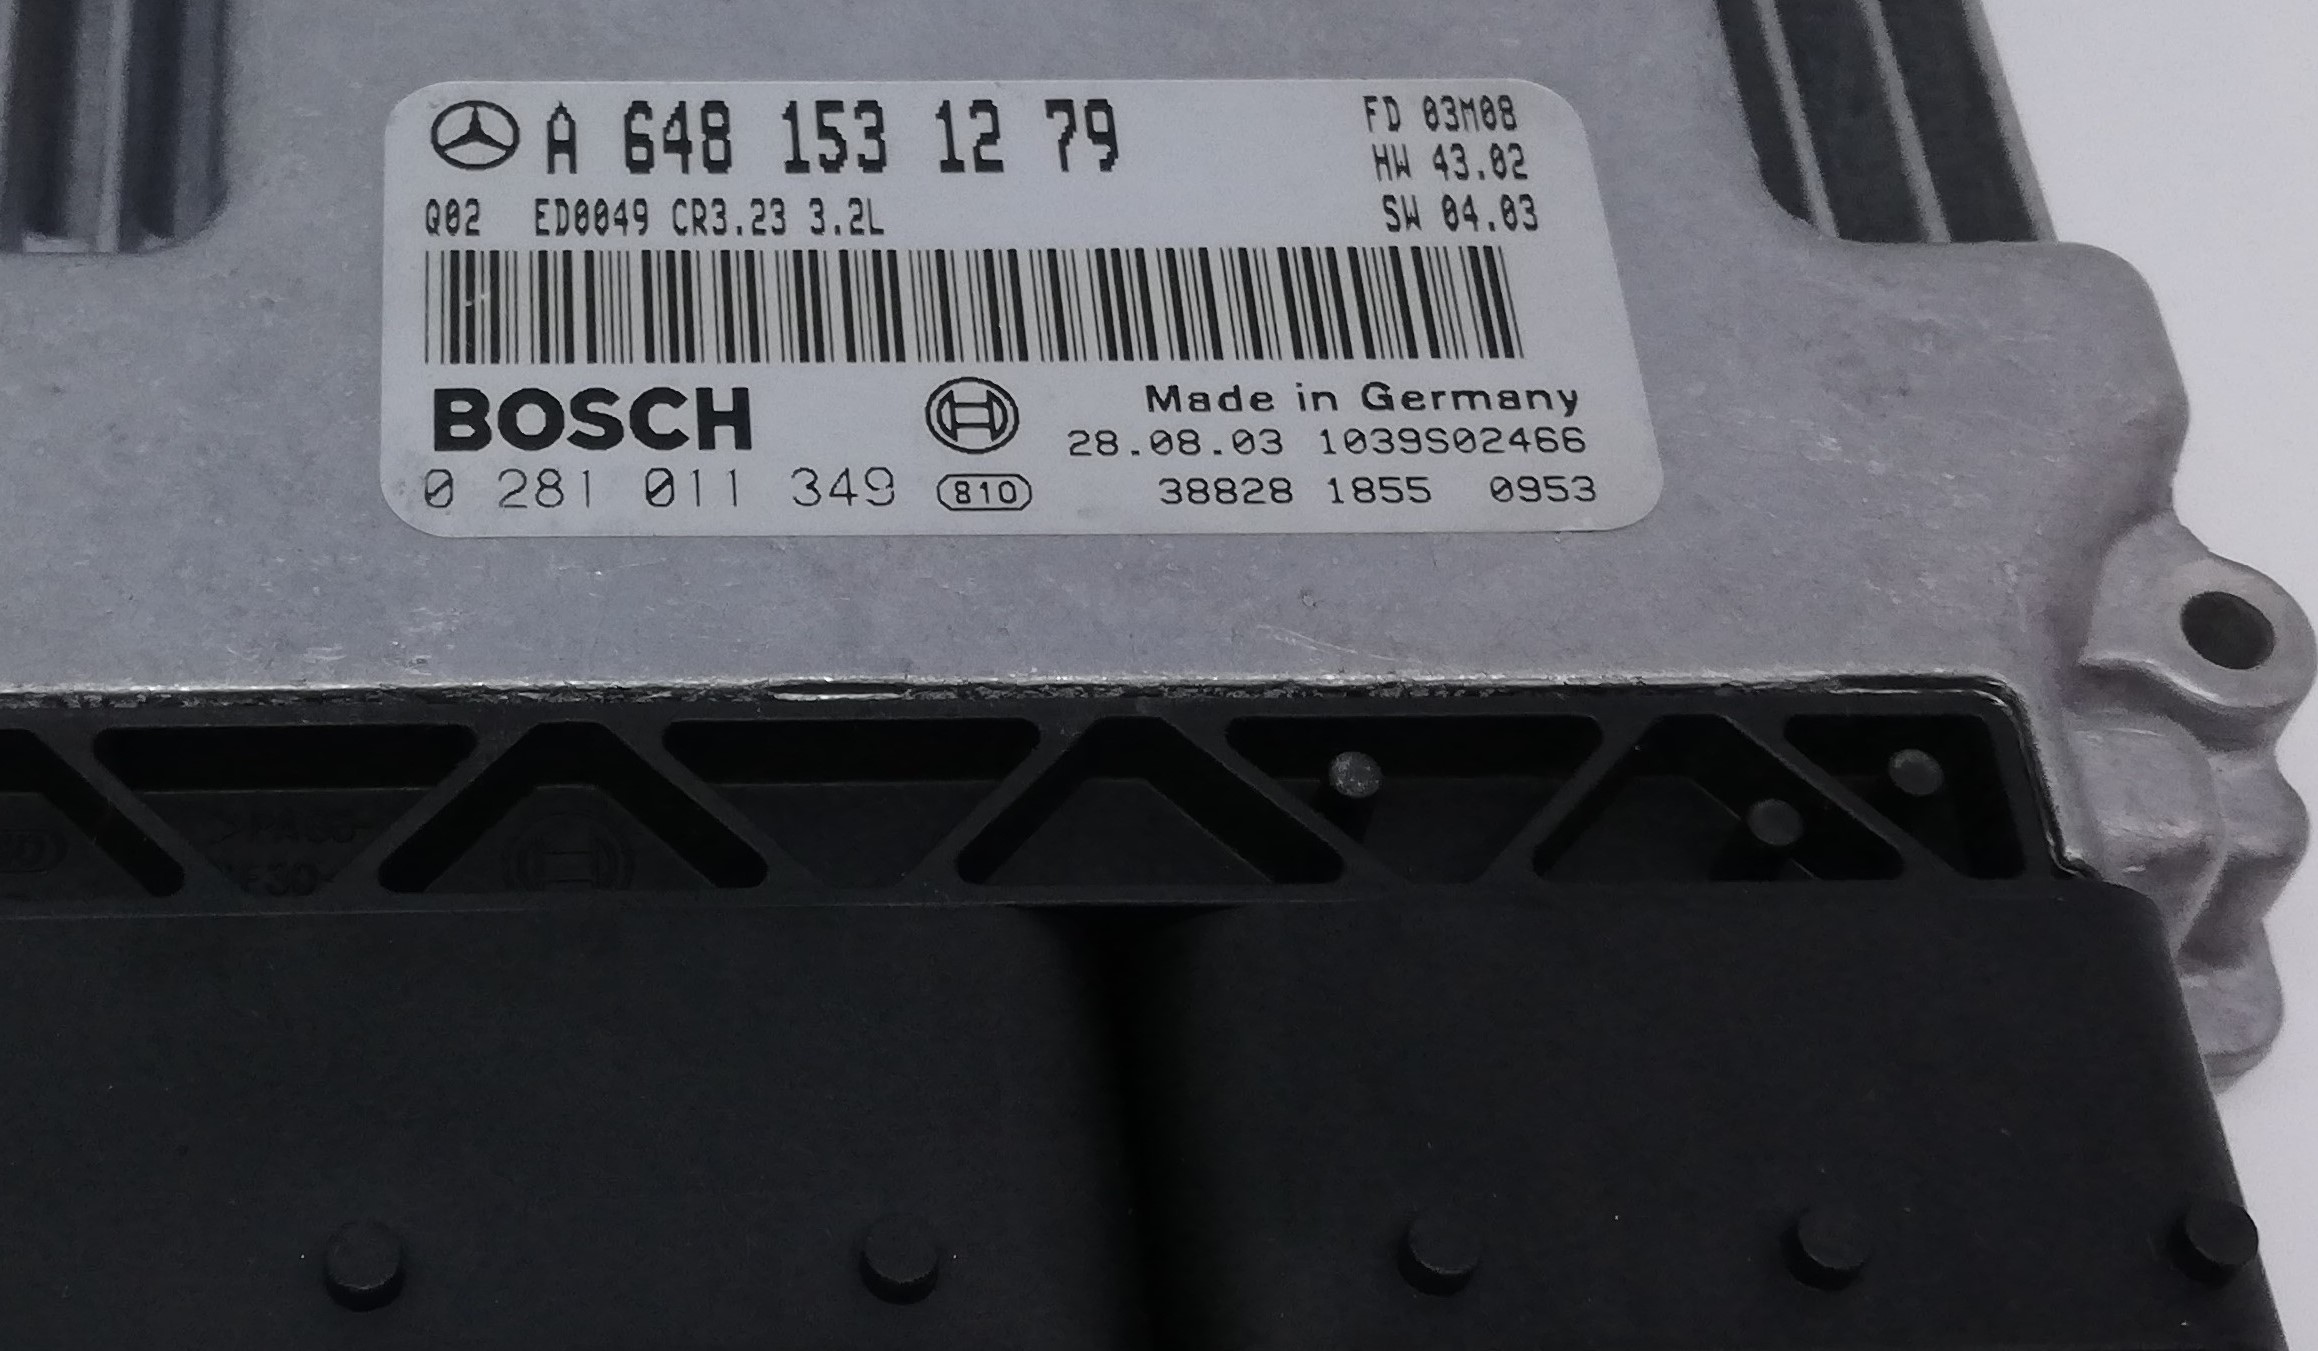 A 648 153 12 79
FD 03M08
HW 43.02
Q02 ED0049 CR3.23 3.2L
SW 04.03
BOSCH
Made in Germany
28.08.03 1039S02466
0 281 011 349
810
38828 1855 0953